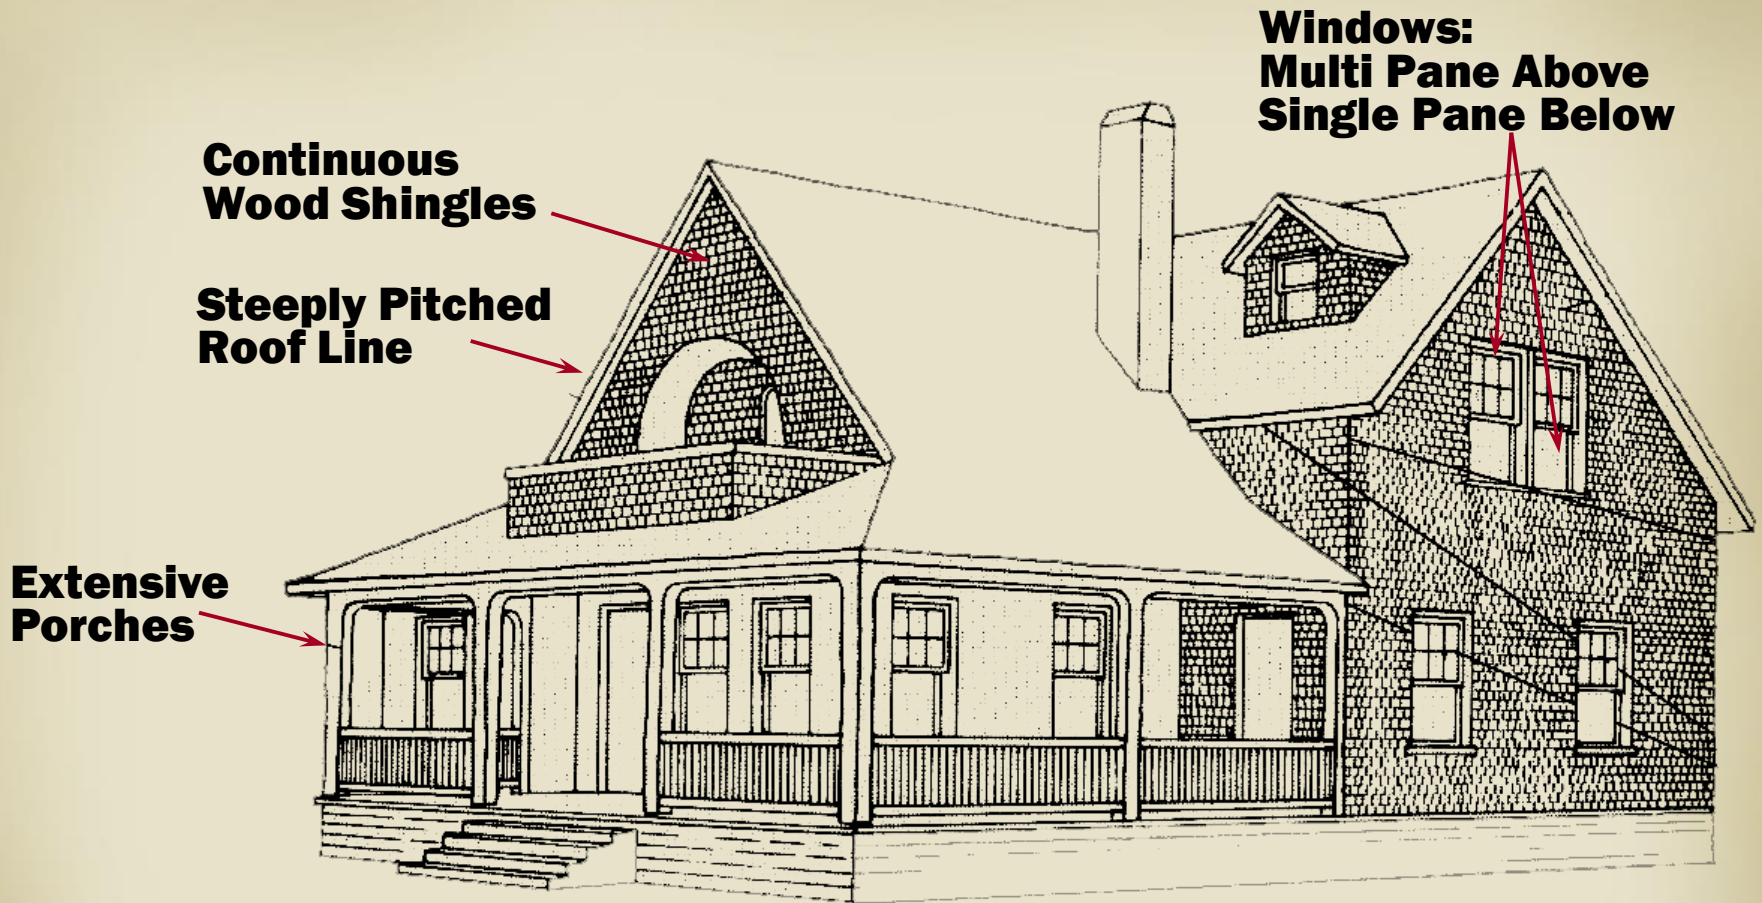 Windows:
Multi Pane Above
Single Pane Below
Continuous
Wood Shingles
Steeply Pitched
Roof Line
Extensive
Porches